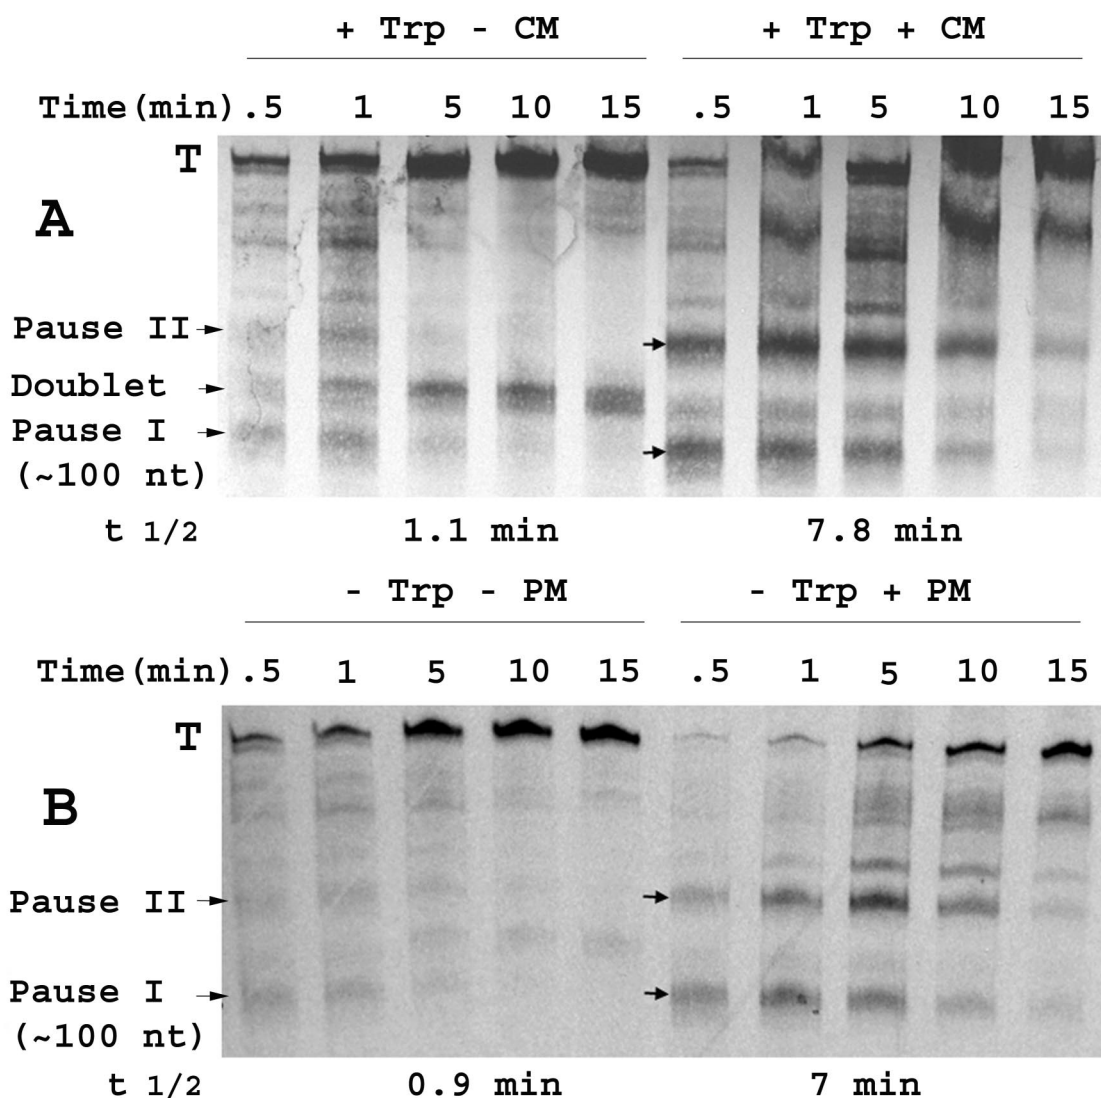 + Trp - CM + Trp + CM
Time(min) .5 1 5 10 15 .5 1 5 10 15
T
A
Pause II
Doublet
Pause I
(~100 nt)
t 1/2 1.1 min 7.8 min
- Trp - PM - Trp + PM
Time(min) .5 1 5 10 15 .5 1 5 10 15
T
B
Pause II
Pause I
(~100 nt)
t 1/2 0.9 min 7 min